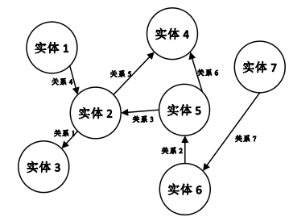 实体 4
实体 1
实体 7
关系 5
关系 4
关系 6
实体 2
实体 5
关系 3
关系 1
关系 7
关系 2
实体 3
实体 6